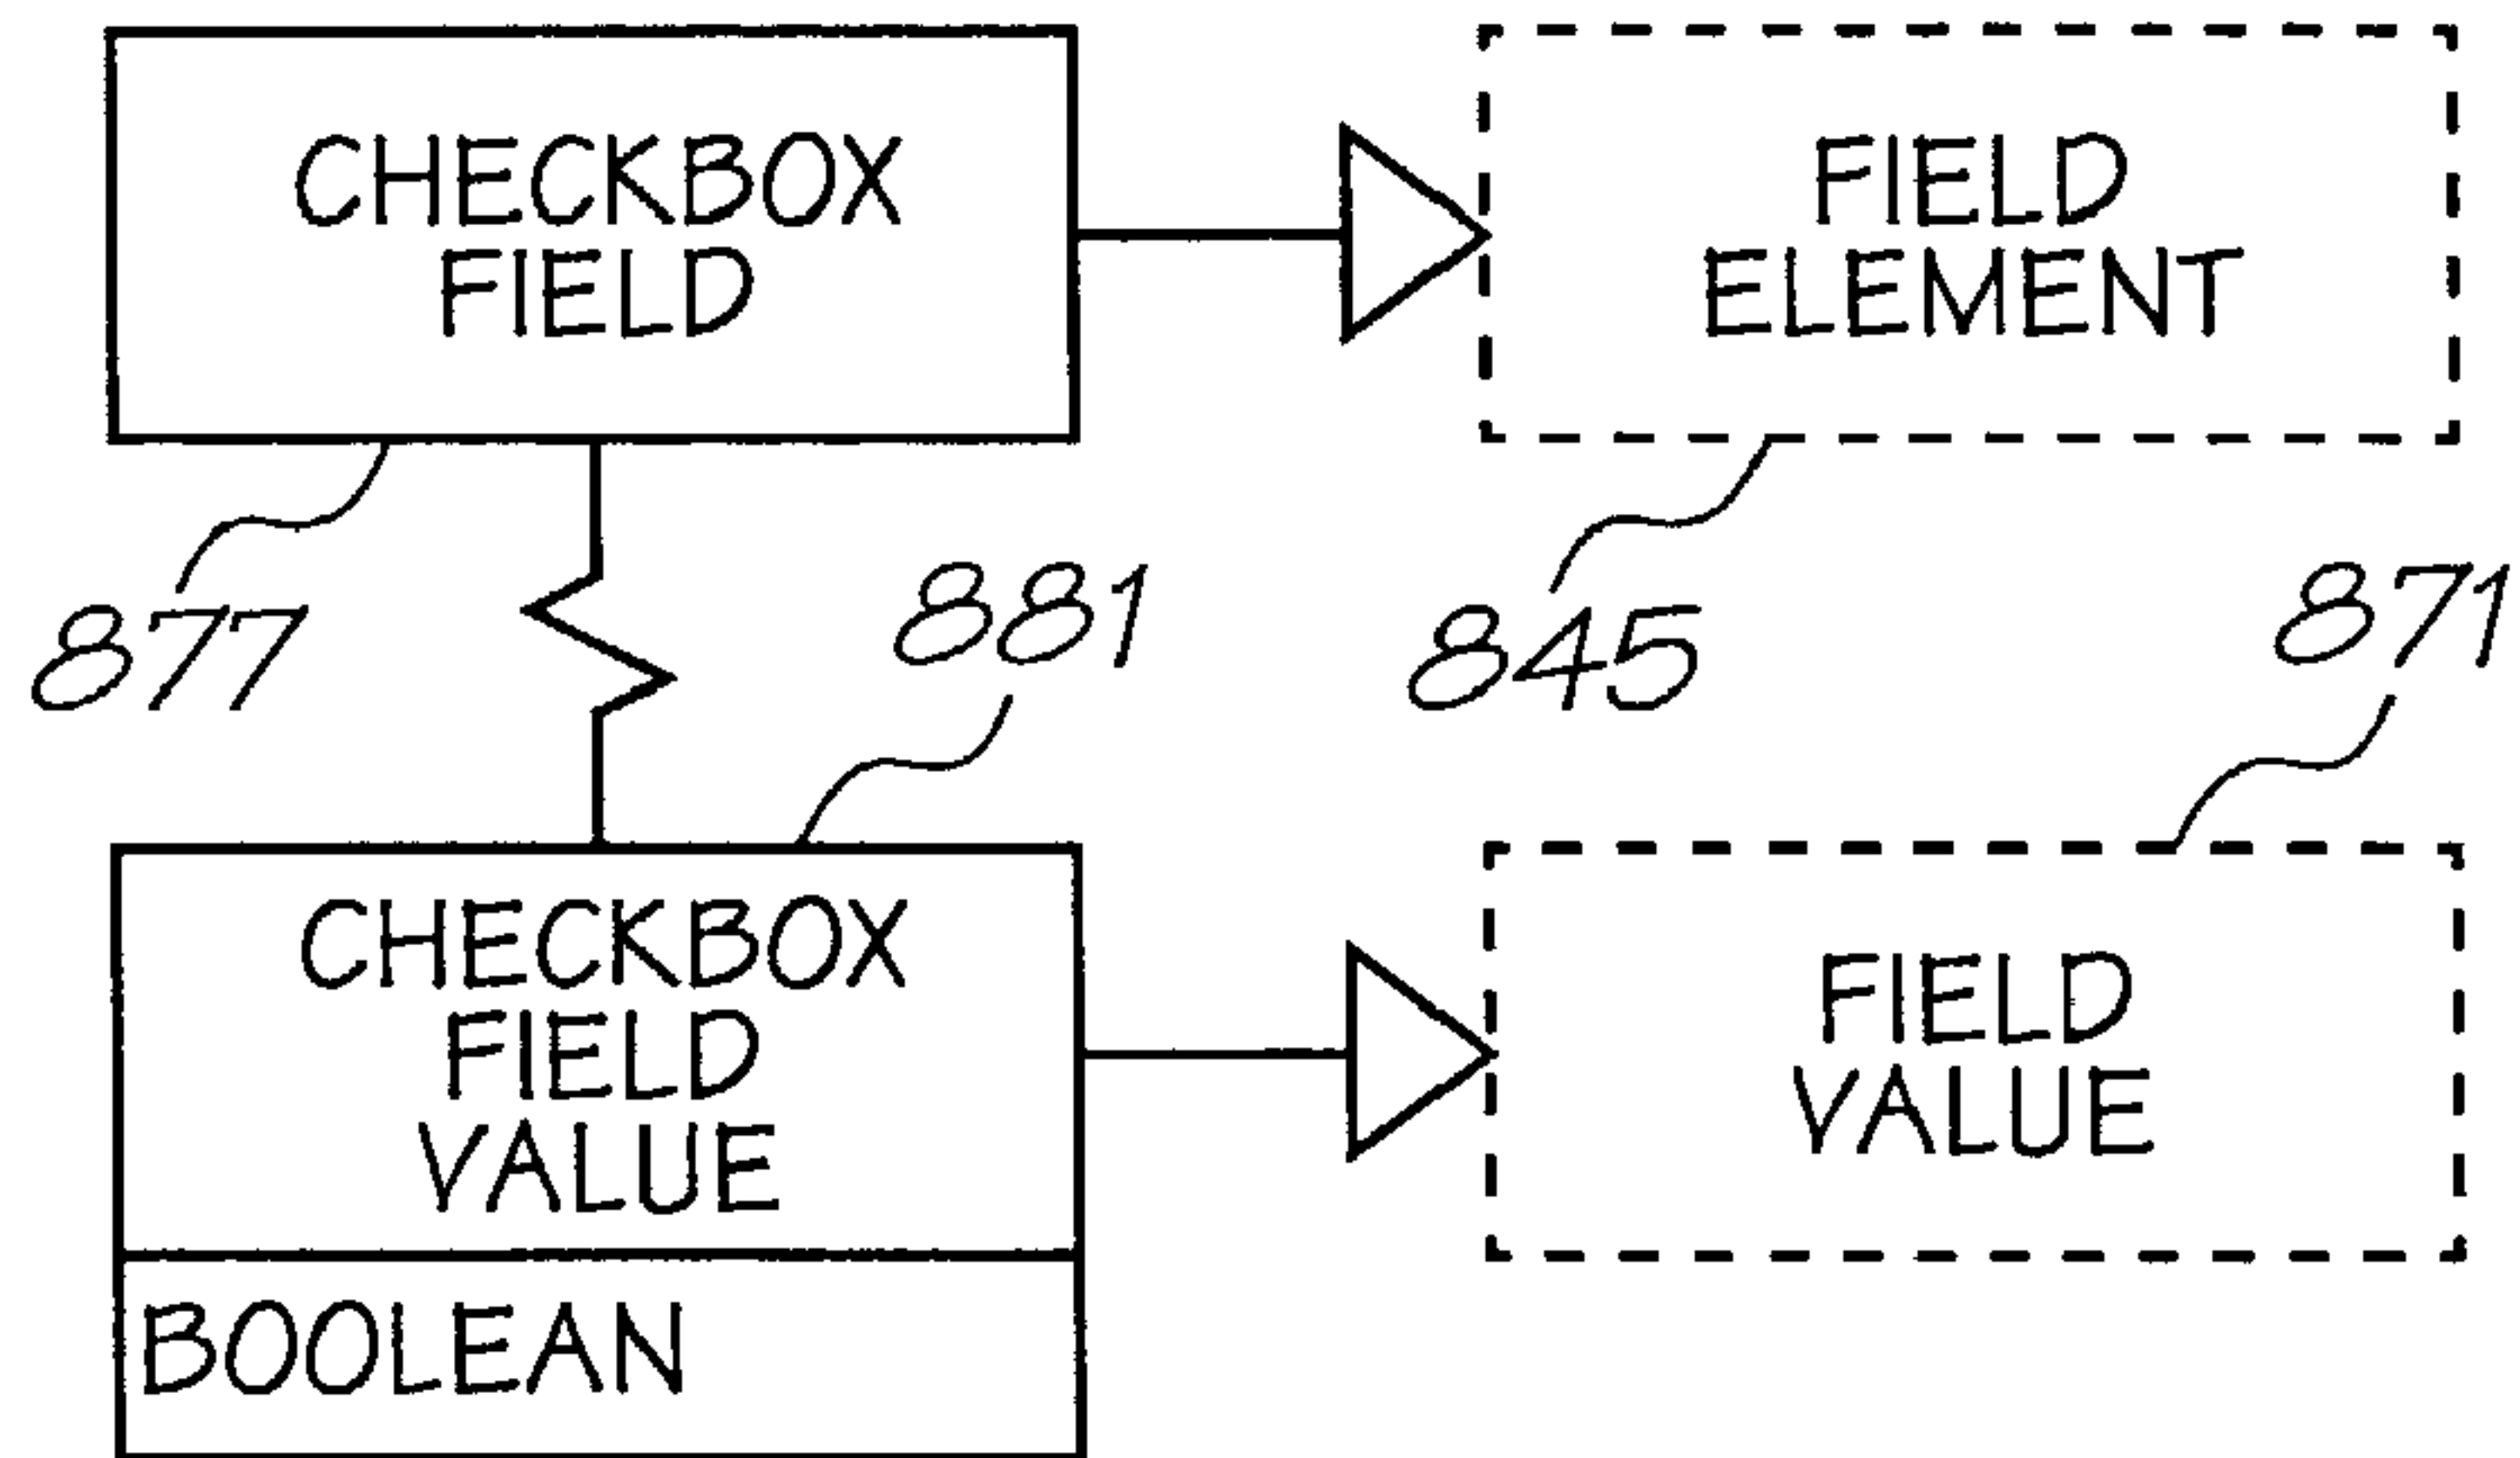 CHECKBOX
FIELD
FIELD
ELEMENT
877
881
845
871
CHECKBOX
FIELD
VALUE
BOOLEAN
FIELD
VALUE